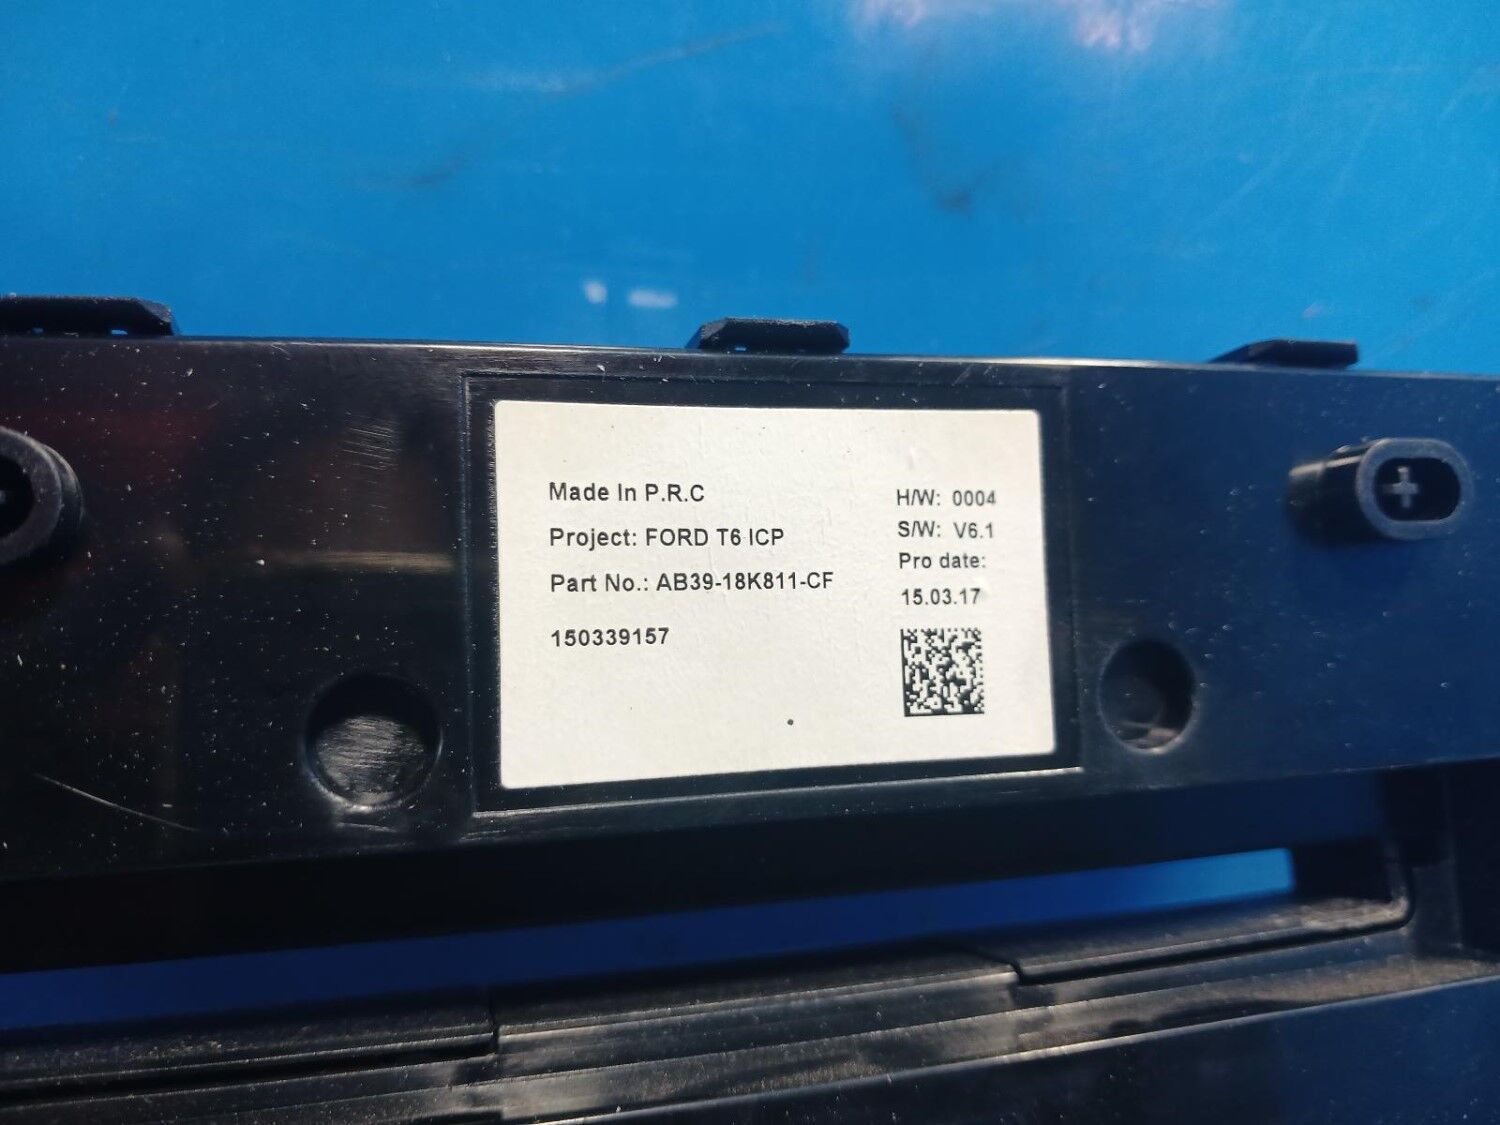 Made In P.R.C
Project: FORD T6 ICP
Part No.: AB39-18K811-CF
150339157
H/W: 0004
S/W: V6.1
Pro date:
15.03.17